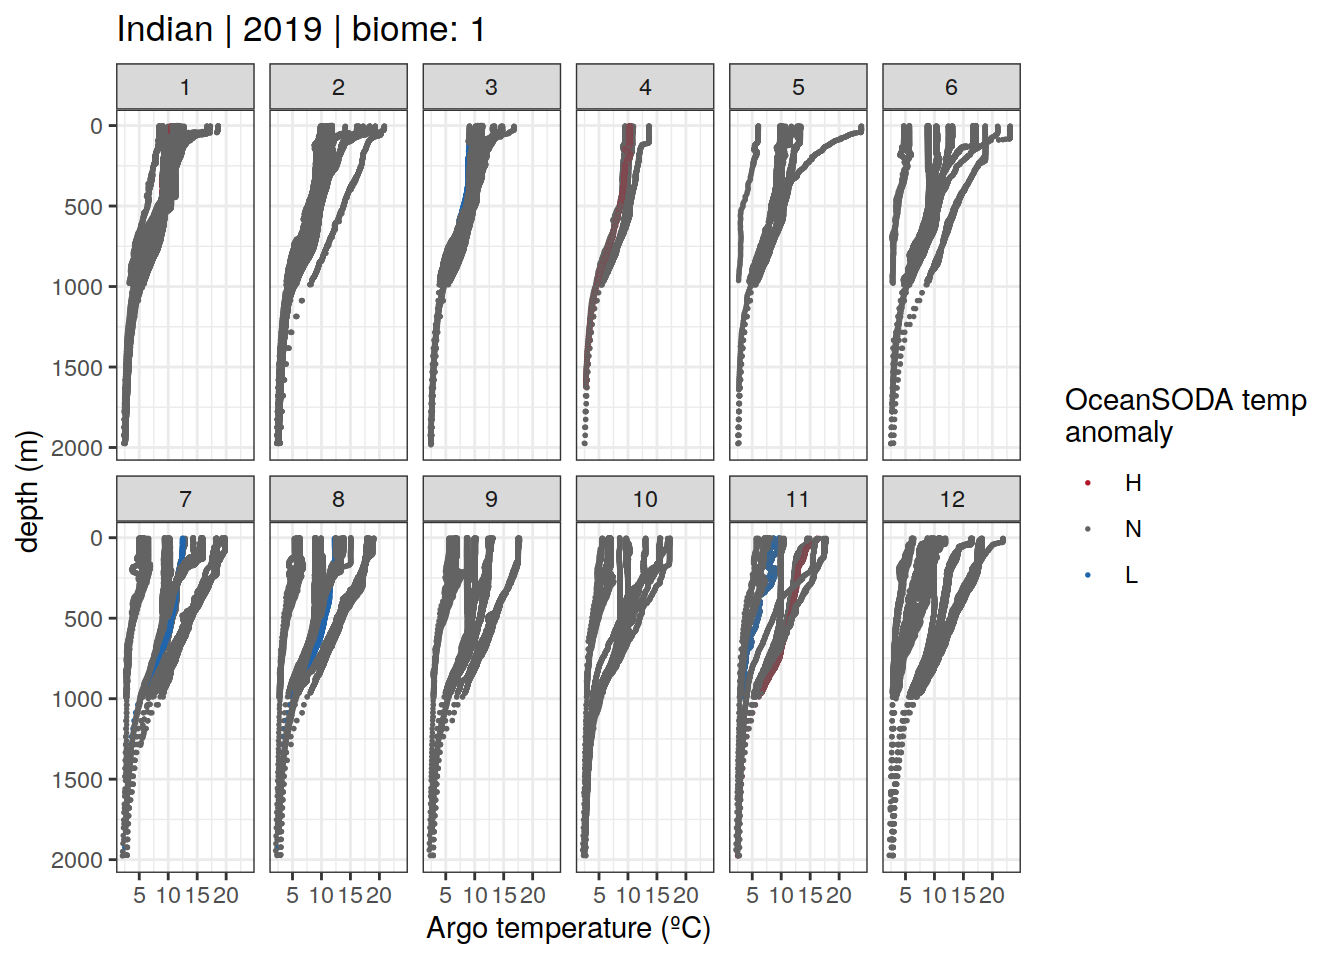 Indian | 2019 | biome: 1
1 2 3 4 5 6
0
500
1000
1500
2000
7 8 9 10 11 12
0
500
1000
1500
2000
5 10 15 20 5 10 15 20 5 10 15 20 5 10 15 20 5 10 15 20 5 10 15 20
Argo temperature (ºC)
depth (m)
OceanSODA temp
anomaly
H
N
L